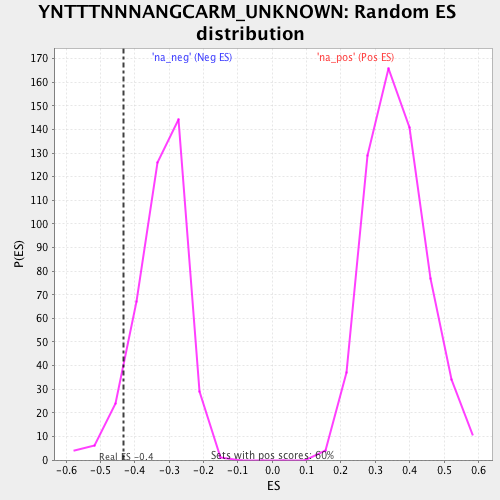 YNTTTNNNANGCARM_UNKNOWN: Random ES
distribution
'na_neg' (Neg ES)
'na_pos' (Pos ES)
170
160
150
140
130
120
110
100
90
80
70
60
50
40
30
20
10
0
P(ES)
Real ES -0.4
Sets with pos scores: 60%
-0.6 -0.5 -0.4 -0.3 -0.2 -0.1 0.0 0.1 0.2 0.3 0.4 0.5 0.6
ES